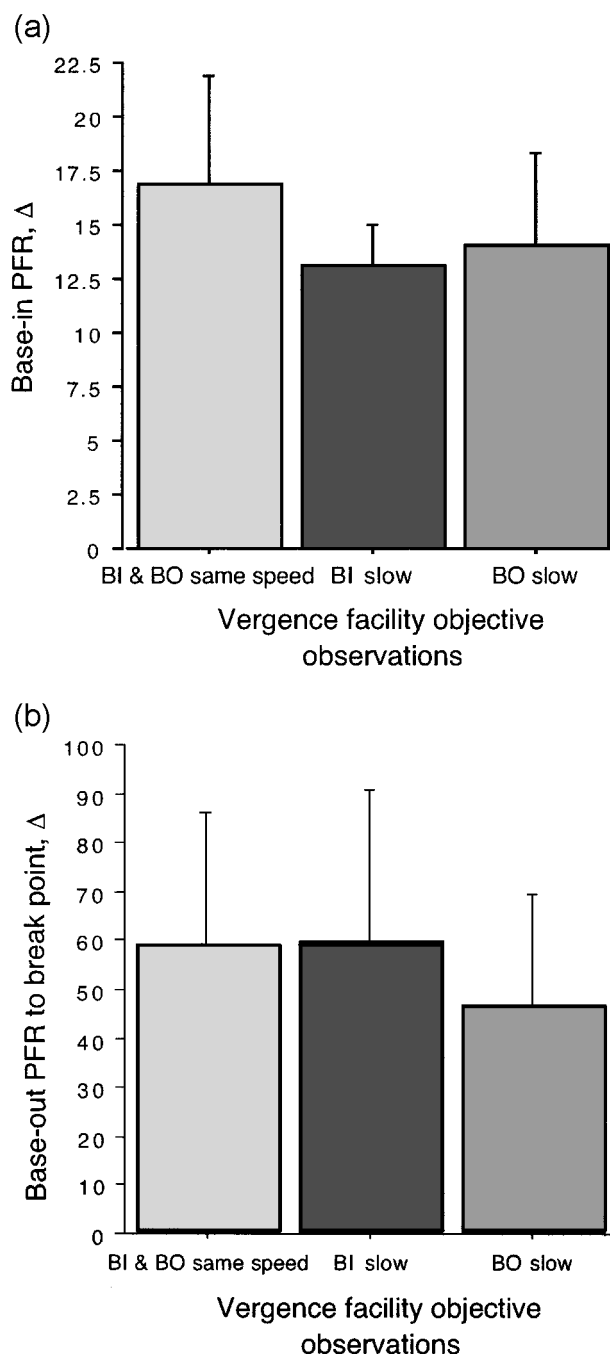 (a)
Base-in PFR, Δ
22.5
20
17.5
15
12.5
10
7.5
5
2.5
0
BI & BO same speed BI slow BO slow
Vergence facility objective
observations
(b)
Base-out PFR to break point, Δ
100
90
80
70
60
50
40
30
20
10
0
BI & BO same speed BI slow BO slow
Vergence facility objective
observations